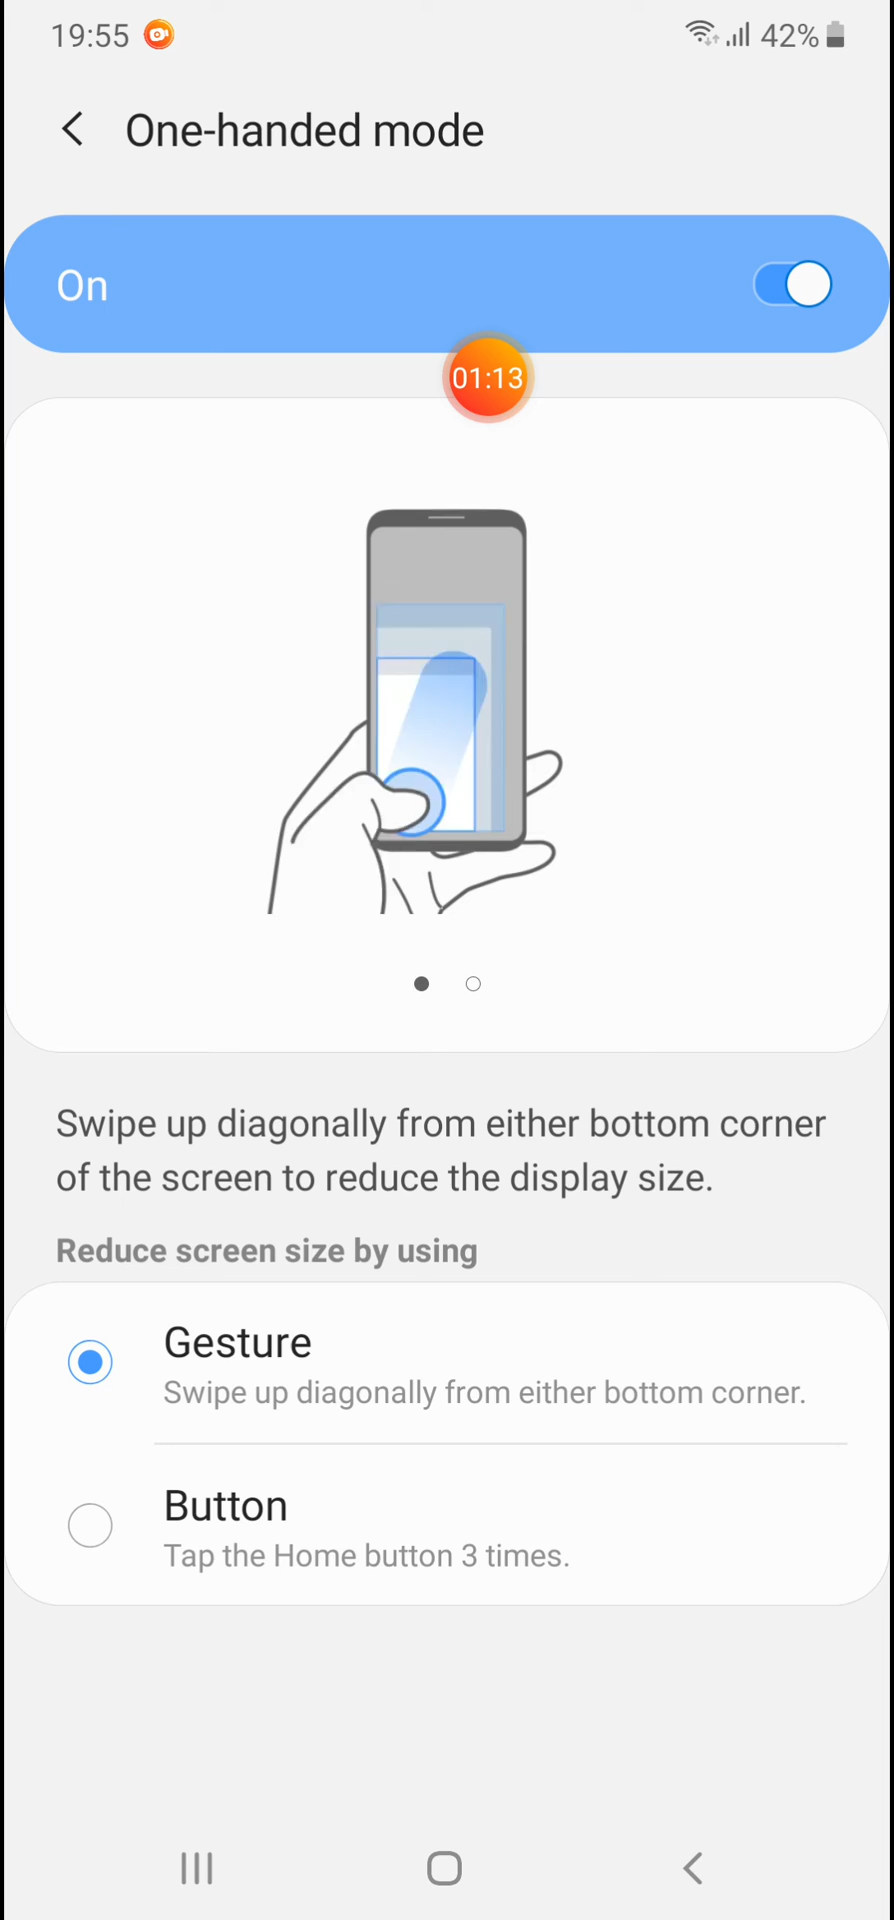 19:55
42%
One-handed mode
On
01:13
Swipe up diagonally from either bottom corner
of the screen to reduce the display size.
Reduce screen size by using
Gesture
Swipe up diagonally from either bottom corner.
Button
Tap the Home button 3 times.